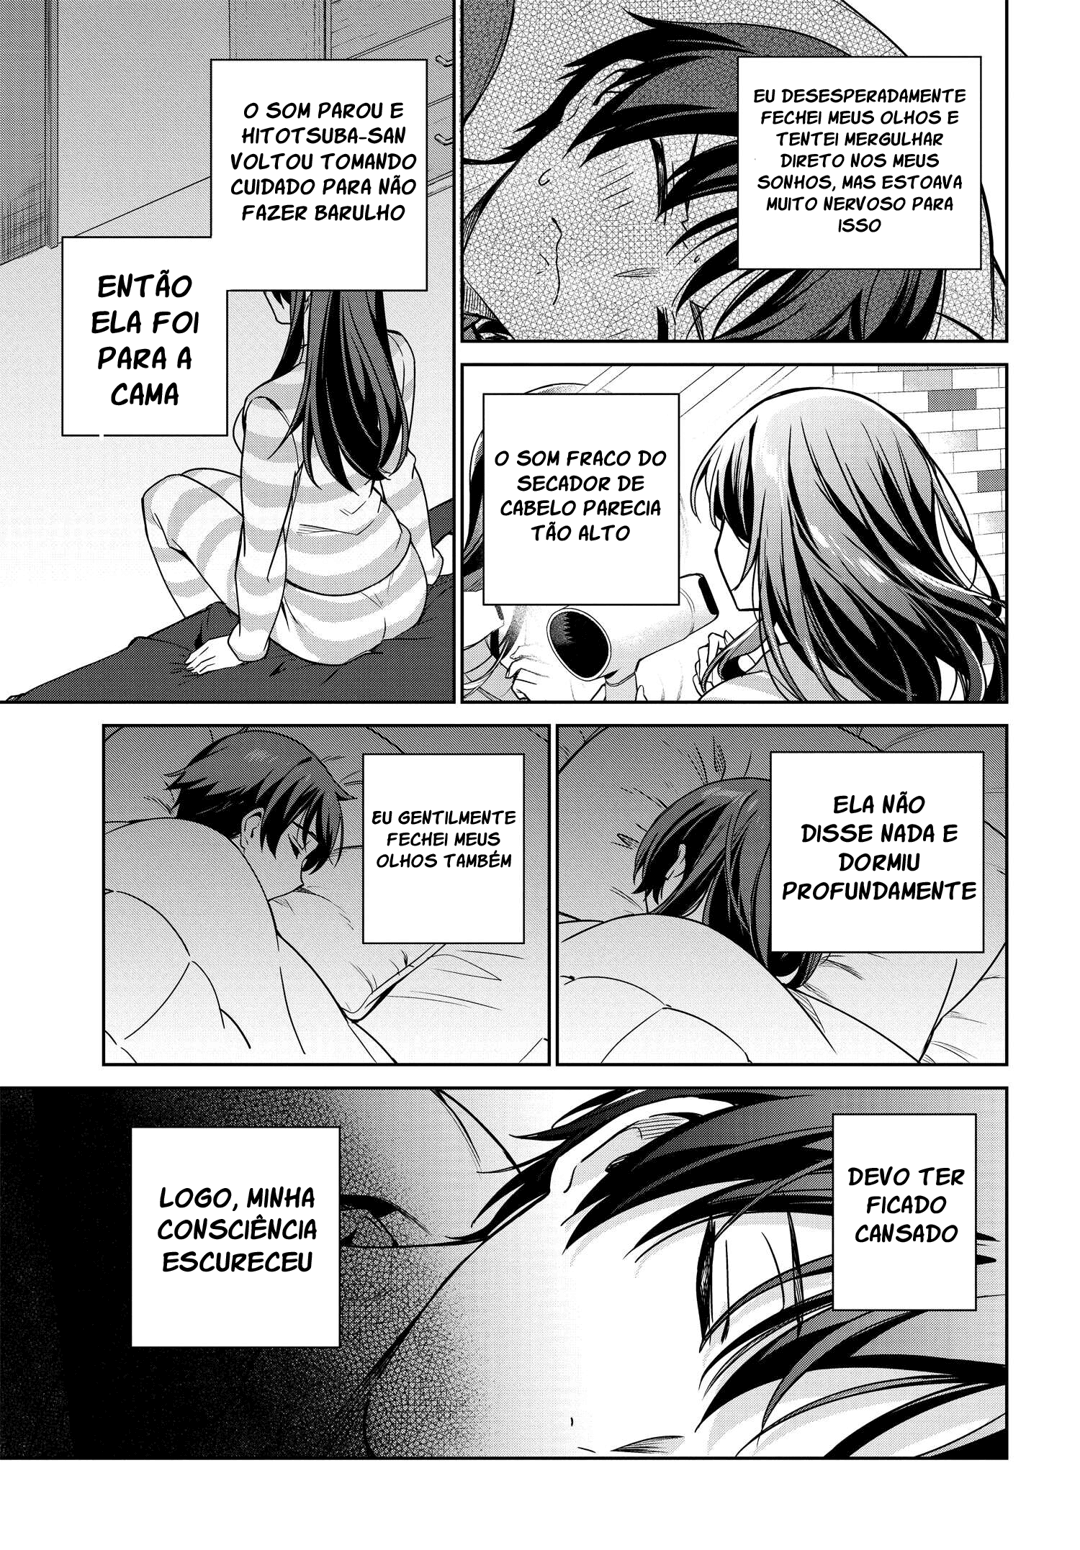 EU DESESPERADAMENTE
FECHEI MEUS OLHOS E
TENTEI MERGULHAR
DIRETO NOS MEUS
SONHOS, MAS ESTOAVA
MUITO NERVOSO PARA
ISSO
O SOM FRACO DO
SECADOR DE
CABELO PARECIA
TÃO ALTO
O SOM PAROU E
HITOTSUBA-SAN
VOLTOU TOMANDO
CUIDADO PARA NÃO
FAZER BARULHO
ENTÃO
ELA FOI
PARA A
CAMA
ELA NÃO
DISSE NADA E
DORMIU
PROFUNDAMENTE
EU GENTILMENTE
FECHEI MEUS
OLHOS TAMBÉM
DEVO TER
FICADO
CANSADO
LOGO, MINHA
CONSCIÊNCIA
ESCURECEU